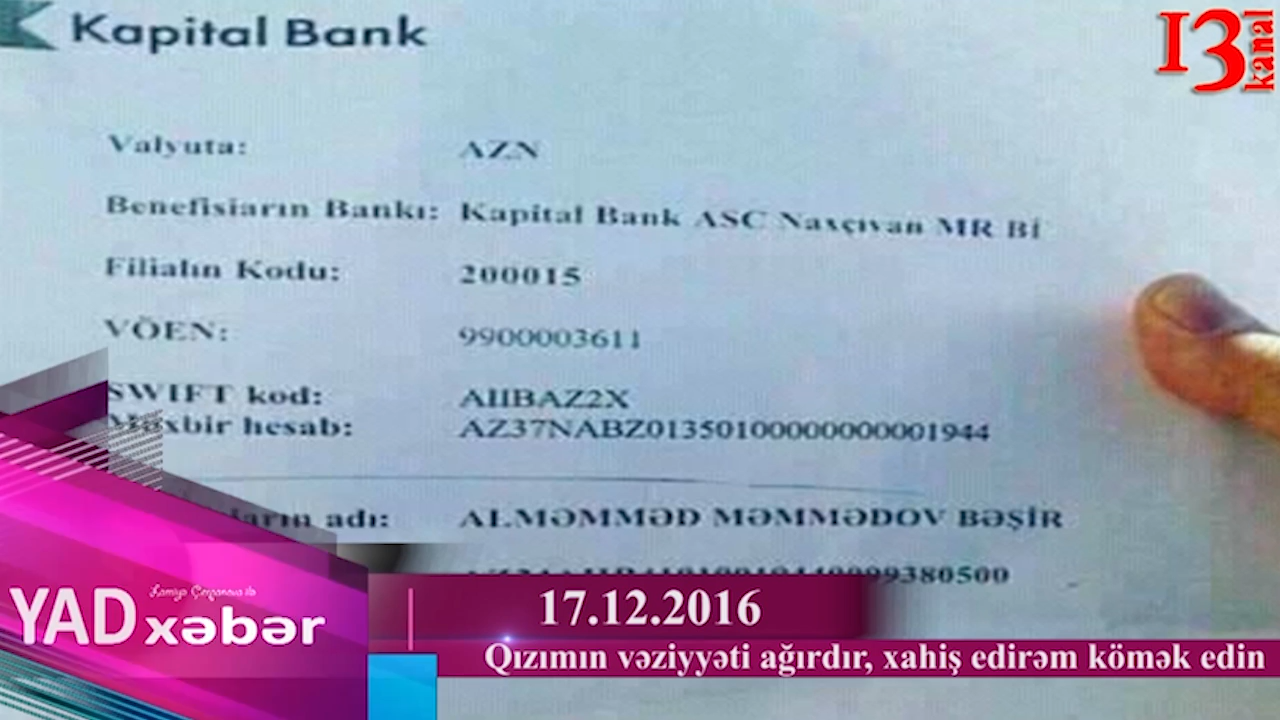 Kapital Bank
13 kanal
Valyuta: AZN
Benefisiarın Bankı: Kapital Bank ASC Naxçıvan MR Bİ
Filialın Kodu: 200015
VÖEN: 9900003611
SWIFT kod: AIIBAZ2X
Müxbir hesab: AZ37NABZ01350100000000001944
adı: ALMƏMMƏD MƏMMƏDOV BƏŞİR
YAD xəbər
17.12.2016
Qızımın vəziyyəti ağırdır, xahiş edirəm kömək edin